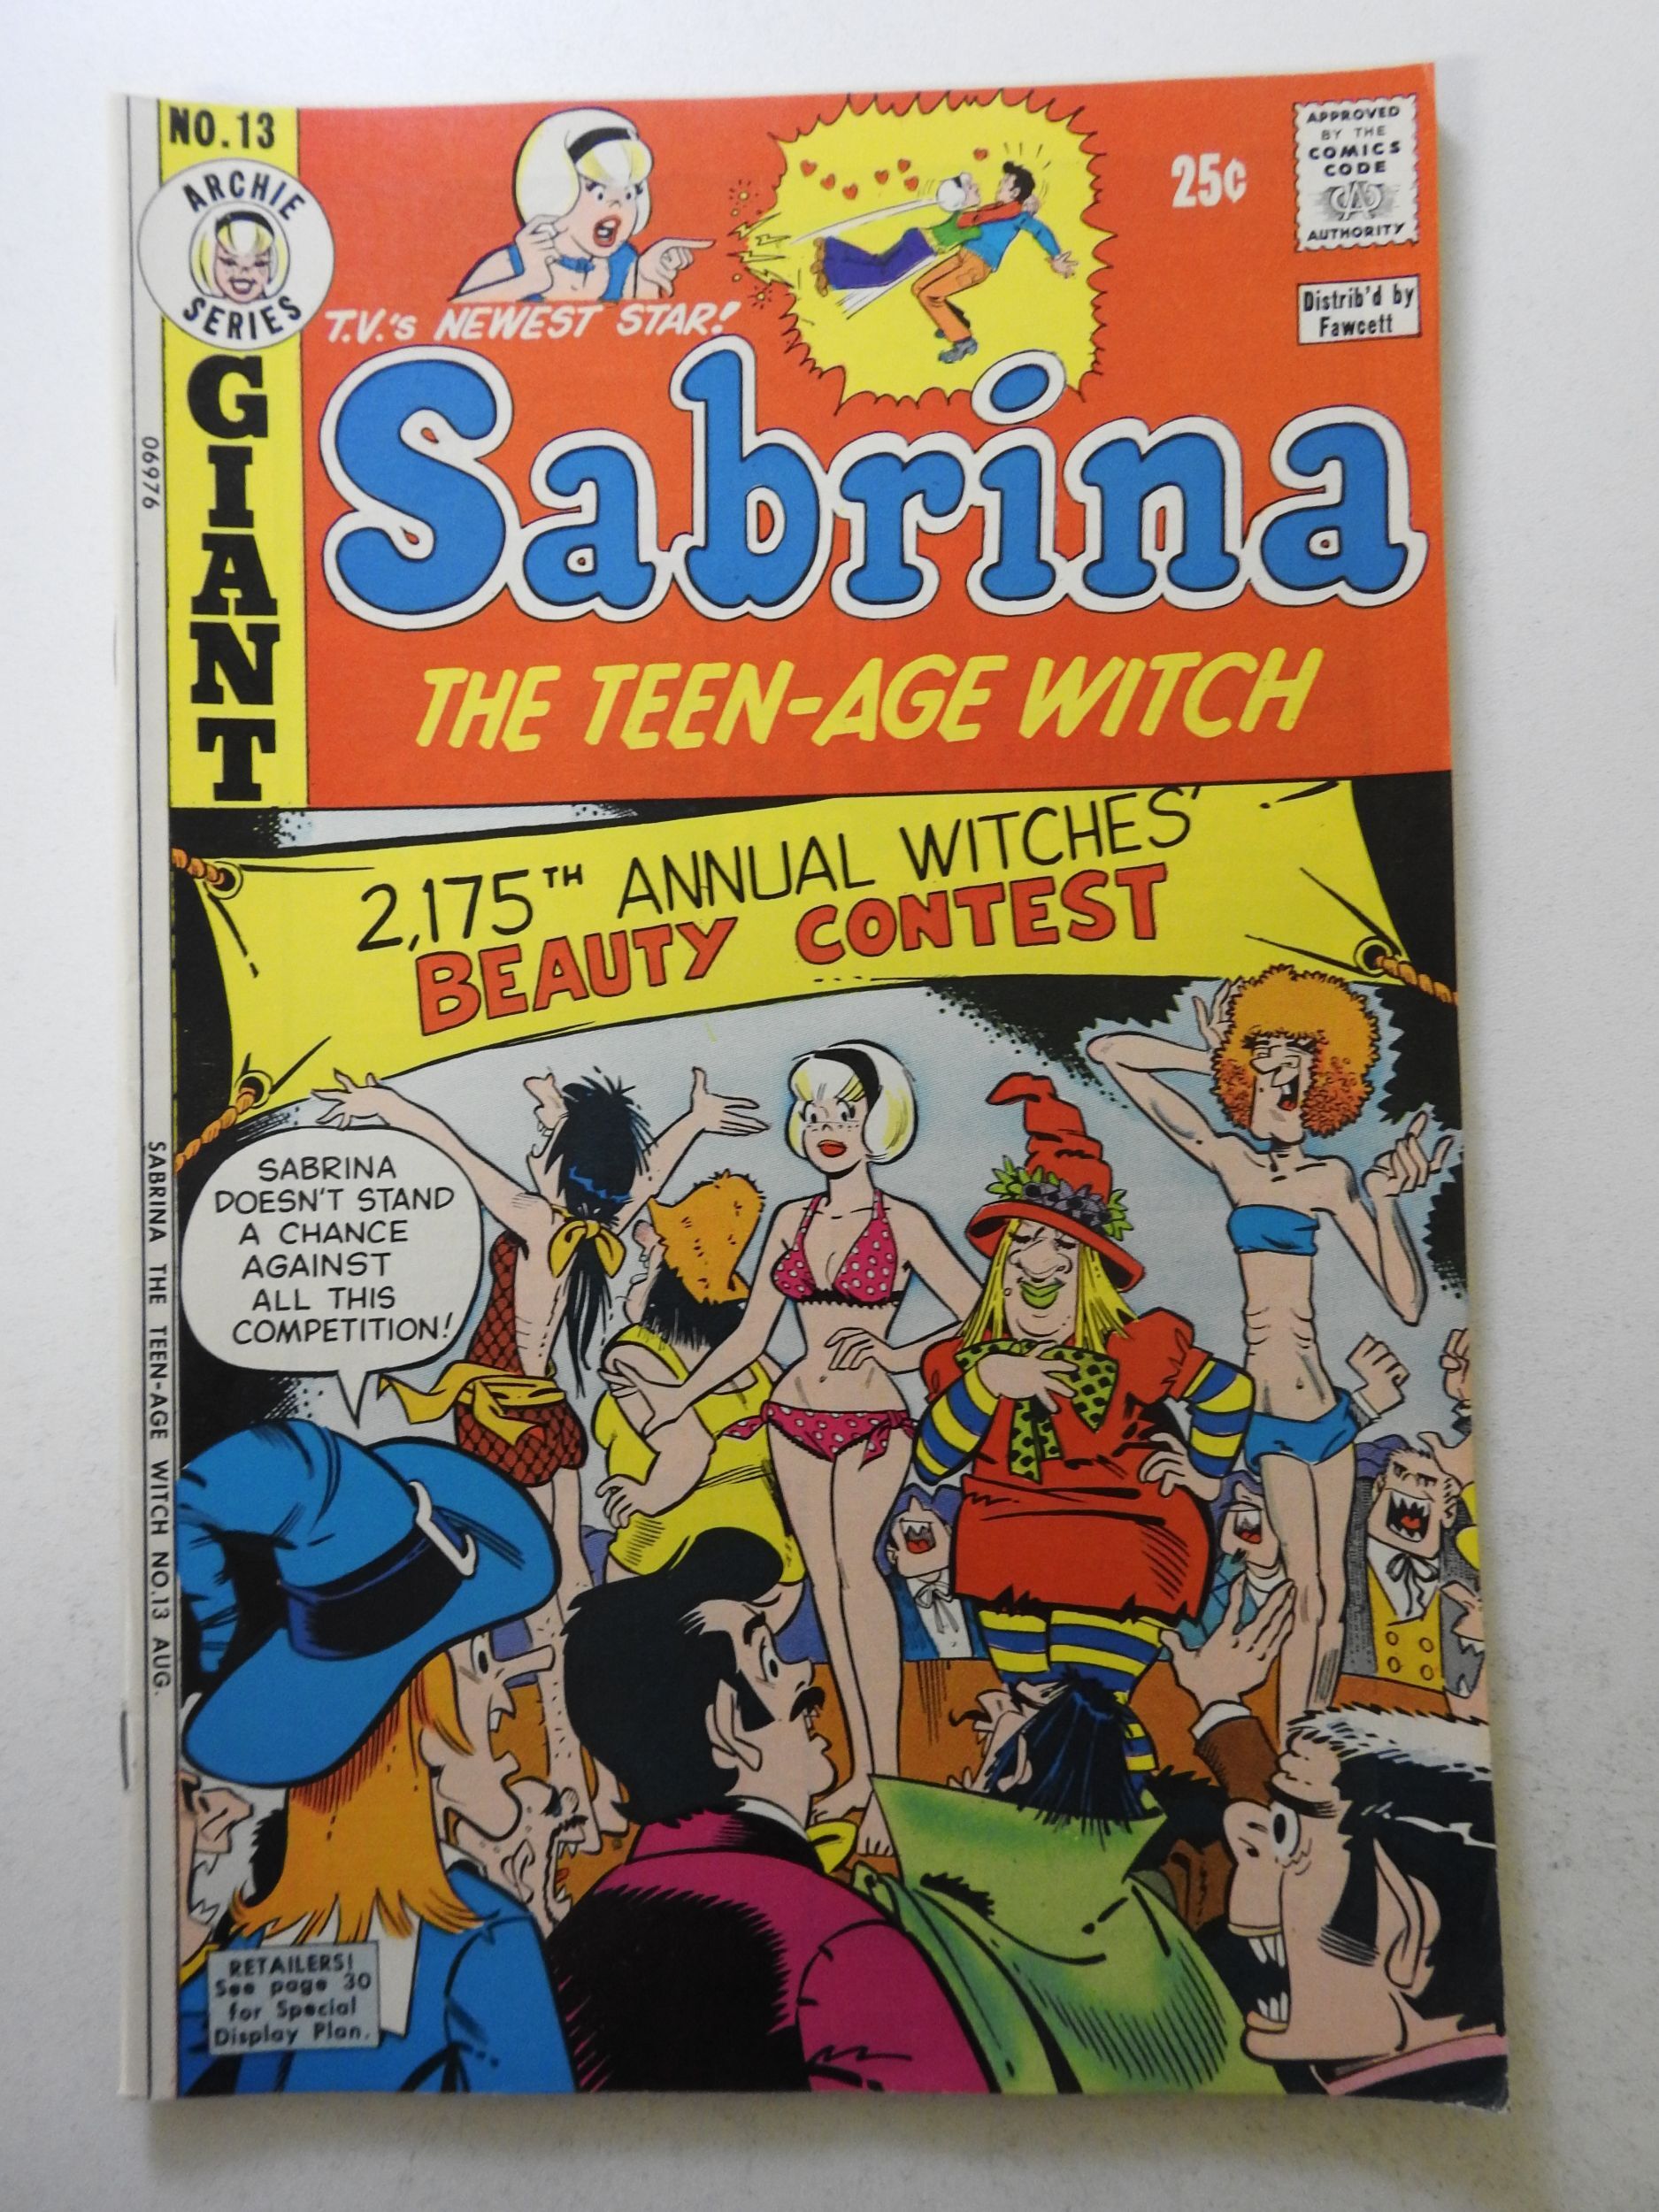 NO. 13
ARCHIE
SERIES
GIANT
T.V.'s NEWEST STAR!
25¢
APPROVED
BY THE
COMICS
CODE
CA
AUTHORITY
Distrib'd by
Fawcett
Sabrina
THE TEEN-AGE WITCH
06976
2,175TH ANNUAL WITCHES'
BEAUTY CONTEST
SABRINA
DOESN'T STAND
A CHANCE
AGAINST
ALL THIS
COMPETITION!
SABRINA THE TEEN-AGE WITCH NO.13 AUG.
RETAILERS!
See page 30
for Special
Display Plan.